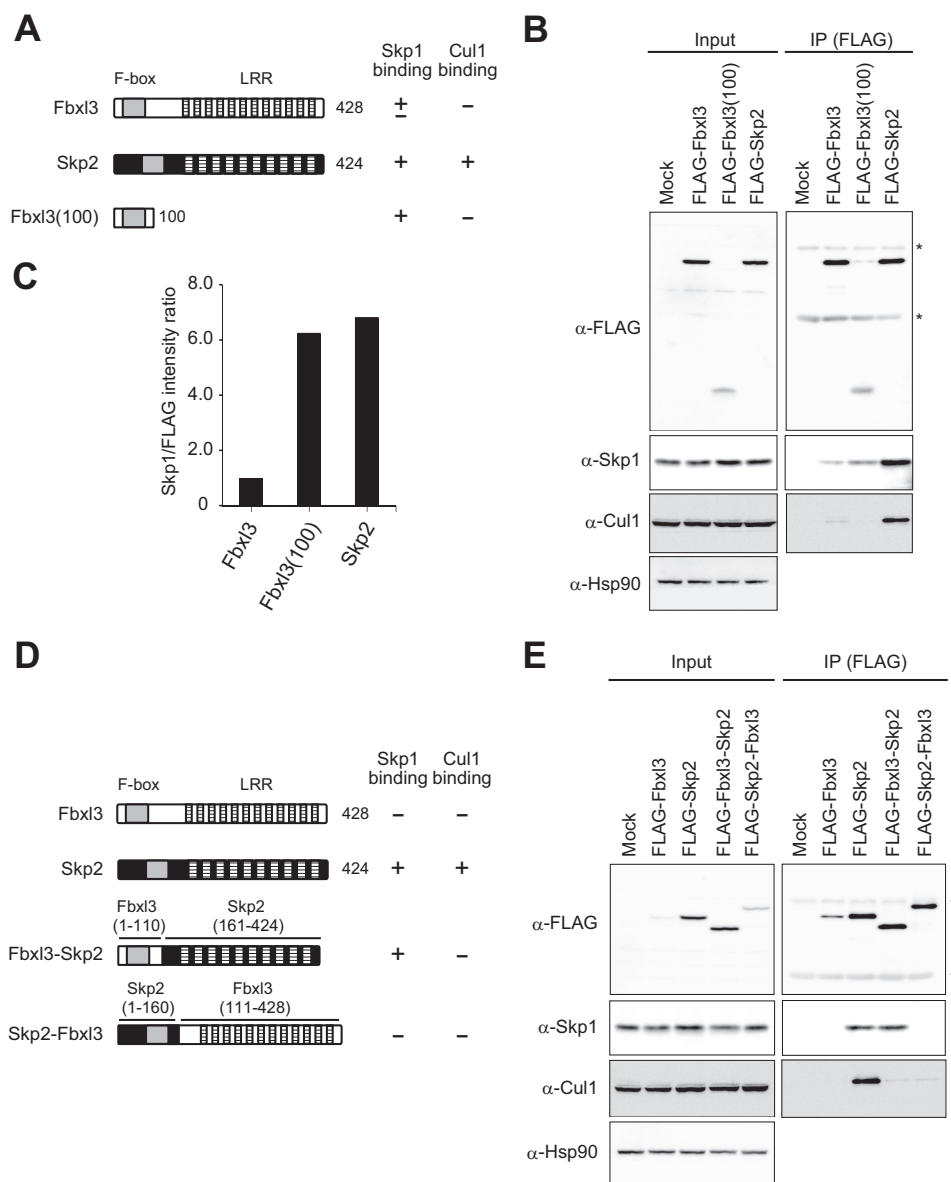 A
Skp1 binding
Cul1 binding
F-box
LRR
Fbxl3
428
±
–
Skp2
424
+
+
Fbxl3(100)
100
+
–
B
Input
IP (FLAG)
Mock
FLAG-Fbxl3
FLAG-Fbxl3(100)
FLAG-Skp2
Mock
FLAG-Fbxl3
FLAG-Fbxl3(100)
FLAG-Skp2
α-FLAG
*
*
α-Skp1
α-Cul1
α-Hsp90
C
Skp1/FLAG intensity ratio
8.0
6.0
4.0
2.0
0
Fbxl3
Fbxl3(100)
Skp2
D
Skp1 binding
Cul1 binding
F-box
LRR
Fbxl3
428
–
–
Skp2
424
+
+
Fbxl3 (1-110)
Skp2 (161-424)
Fbxl3-Skp2
+
–
Skp2 (1-160)
Fbxl3 (111-428)
Skp2-Fbxl3
–
–
E
Input
IP (FLAG)
Mock
FLAG-Fbxl3
FLAG-Skp2
FLAG-Fbxl3-Skp2
FLAG-Skp2-Fbxl3
Mock
FLAG-Fbxl3
FLAG-Skp2
FLAG-Fbxl3-Skp2
FLAG-Skp2-Fbxl3
α-FLAG
α-Skp1
α-Cul1
α-Hsp90